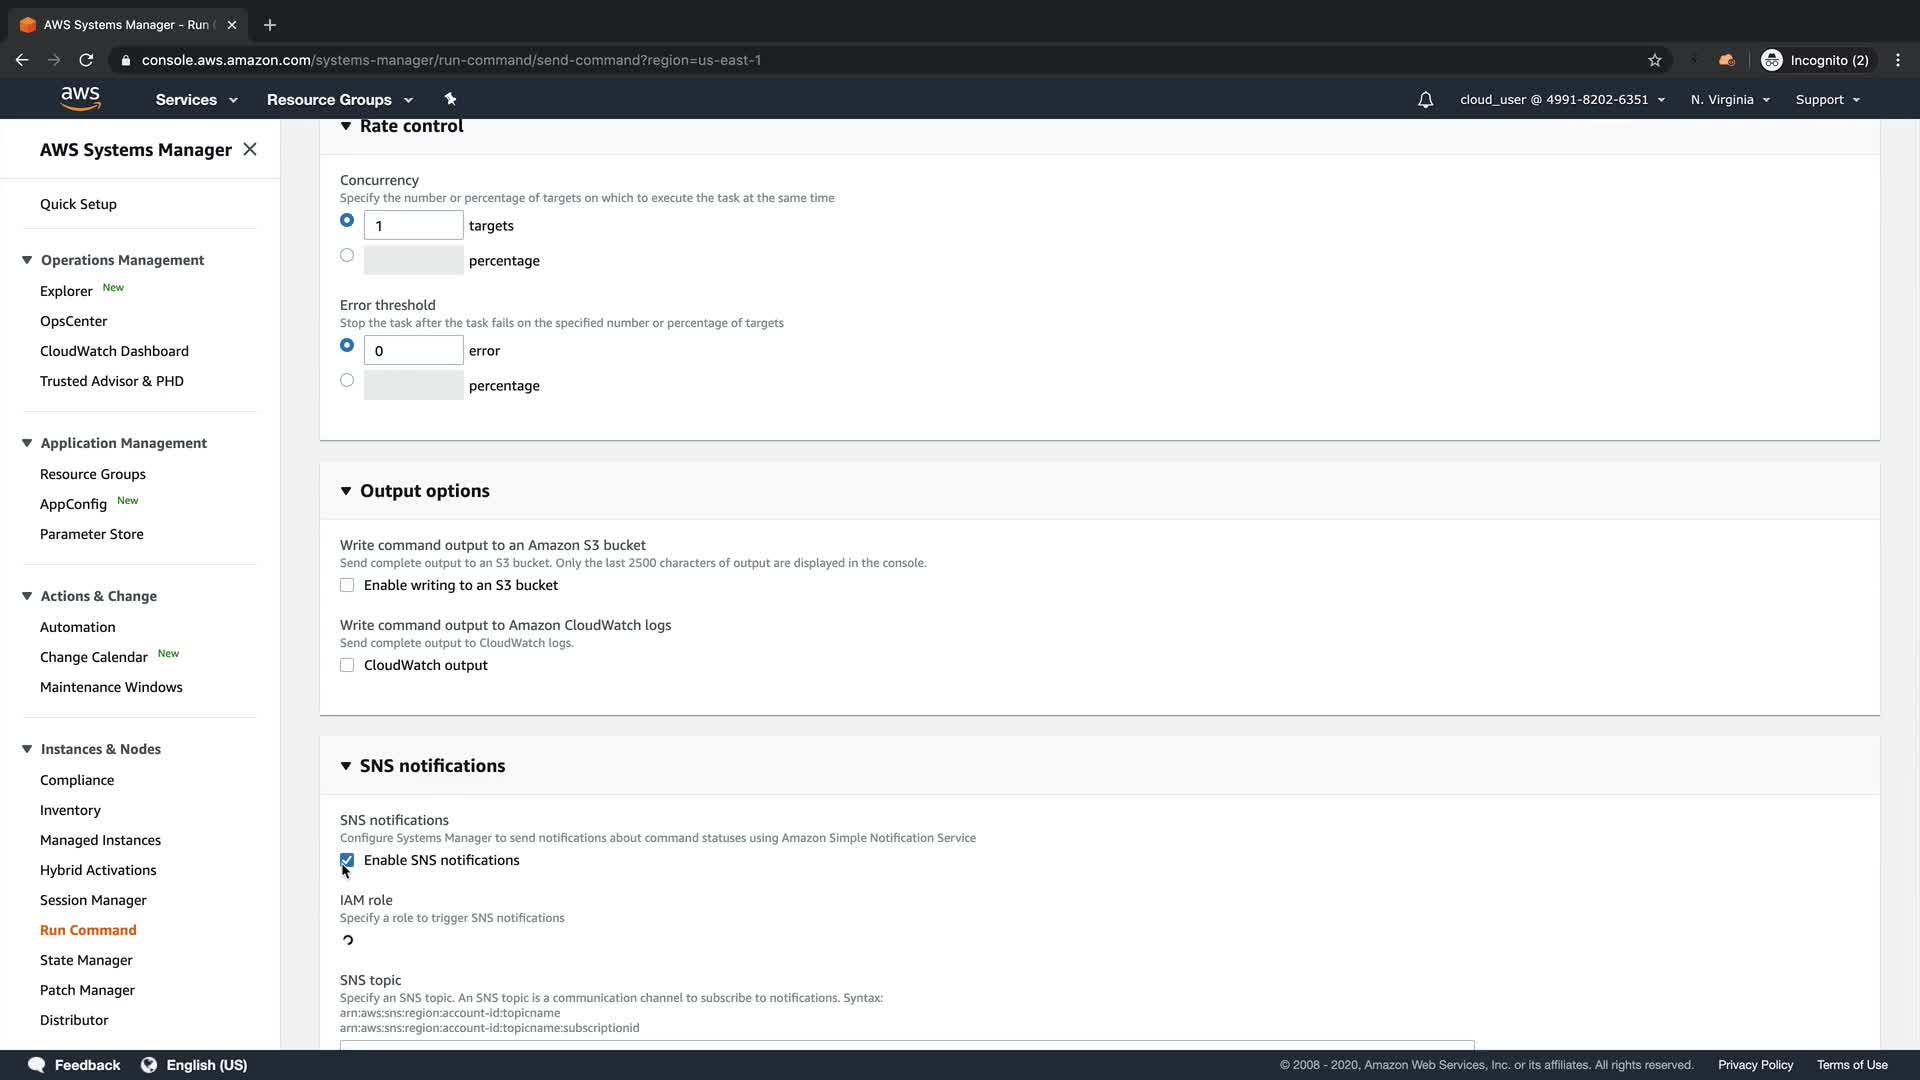 AWS Systems Manager - Run
console.aws.amazon.com/systems-manager/run-command/send-command?region=us-east-1
Incognito (2)
aws
Services
Resource Groups
cloud_user @ 4991-8202-6351
N. Virginia
Support
AWS Systems Manager
Quick Setup
Operations Management
Explorer New
OpsCenter
CloudWatch Dashboard
Trusted Advisor & PHD
Application Management
Resource Groups
AppConfig New
Parameter Store
Actions & Change
Automation
Change Calendar New
Maintenance Windows
Instances & Nodes
Compliance
Inventory
Managed Instances
Hybrid Activations
Session Manager
Run Command
State Manager
Patch Manager
Distributor
Rate control
Concurrency
Specify the number or percentage of targets on which to execute the task at the same time
1 targets
percentage
Error threshold
Stop the task after the task fails on the specified number or percentage of targets
0 error
percentage
Output options
Write command output to an Amazon S3 bucket
Send complete output to an S3 bucket. Only the last 2500 characters of output are displayed in the console.
Enable writing to an S3 bucket
Write command output to Amazon CloudWatch logs
Send complete output to CloudWatch logs.
CloudWatch output
SNS notifications
SNS notifications
Configure Systems Manager to send notifications about command statuses using Amazon Simple Notification Service
Enable SNS notifications
IAM role
Specify a role to trigger SNS notifications
SNS topic
Specify an SNS topic. An SNS topic is a communication channel to subscribe to notifications. Syntax:
arn:aws:sns:region:account-id:topicname
arn:aws:sns:region:account-id:topicname:subscriptionid
Feedback
English (US)
© 2008 - 2020, Amazon Web Services, Inc. or its affiliates. All rights reserved.
Privacy Policy
Terms of Use